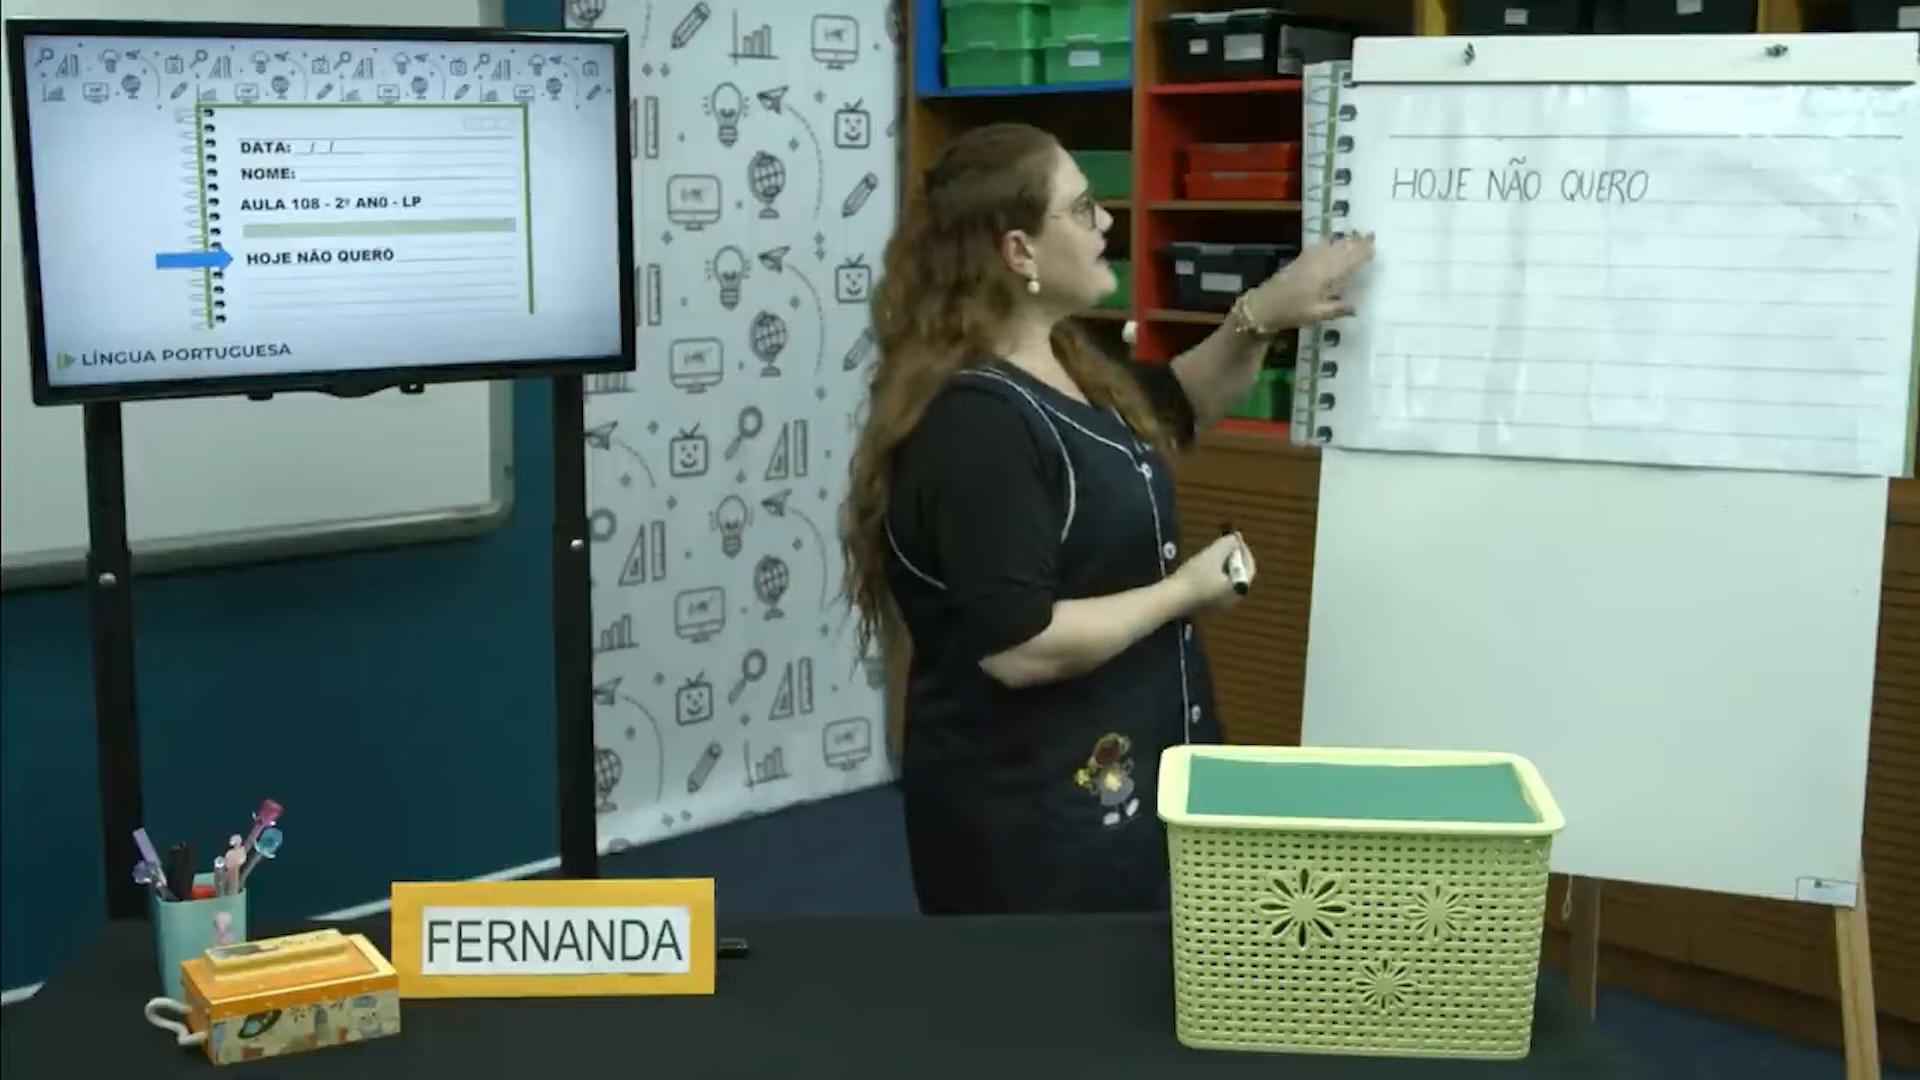 DATA: / /
NOME:
AULA 108 - 2º ANO - LP
HOJE NÃO QUERO
LÍNGUA PORTUGUESA
HOJE NÃO QUERO
FERNANDA